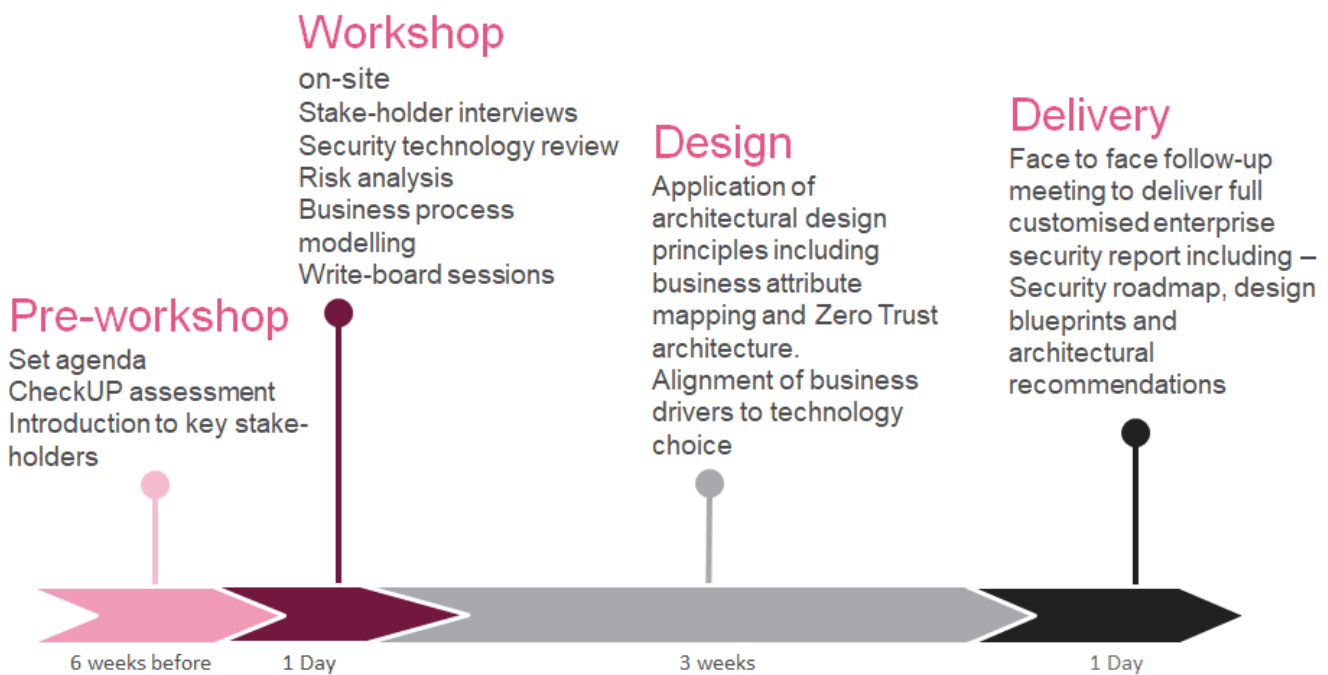 Workshop
on-site
Stake-holder interviews
Security technology review
Risk analysis
Business process
modelling
Write-board sessions
Pre-workshop
Set agenda
CheckUP assessment
Introduction to key stake-
holders
Design
Application of
architectural design
principles including
business attribute
mapping and Zero Trust
architecture.
Alignment of business
drivers to technology
choice
Delivery
Face to face follow-up
meeting to deliver full
customised enterprise
security report including –
Security roadmap, design
blueprints and
architectural
recommendations
6 weeks before
1 Day
3 weeks
1 Day